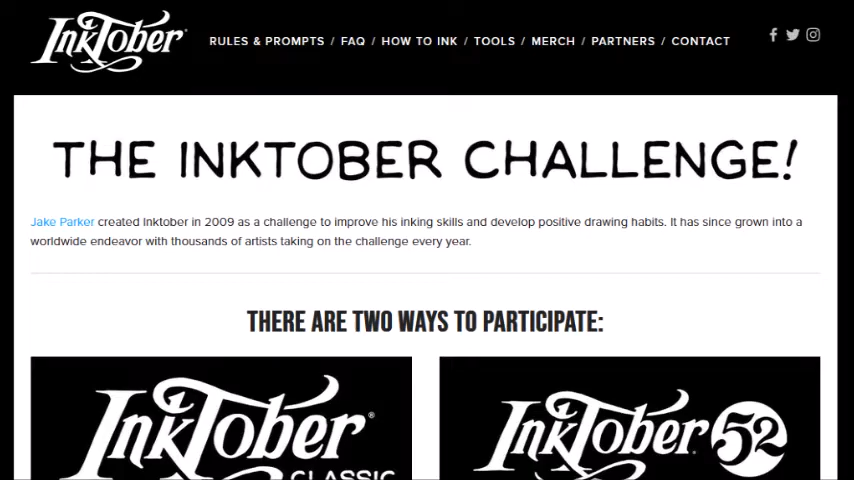 InkTober
RULES & PROMPTS / FAQ / HOW TO INK / TOOLS / MERCH / PARTNERS / CONTACT
THE INKTOBER CHALLENGE!
Jake Parker created Inktober in 2009 as a challenge to improve his inking skills and develop positive drawing habits. It has since grown into a
worldwide endeavor with thousands of artists taking on the challenge every year.
THERE ARE TWO WAYS TO PARTICIPATE:
InkTober®
CLASSIC
InkTober 52